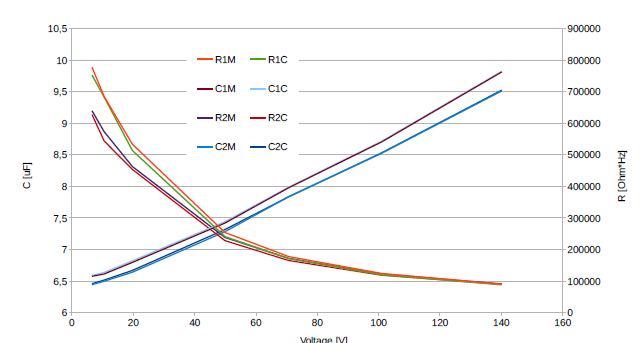 10,5
10
9,5
9
8,5
8
7,5
7
6,5
6
C [uF]
900000
800000
700000
600000
500000
400000
300000
200000
100000
0
R [Ohm*Hz]
R1M R1C
C1M C1C
R2M R2C
C2M C2C
0 20 40 60 80 100 120 140 160
Voltage [V]